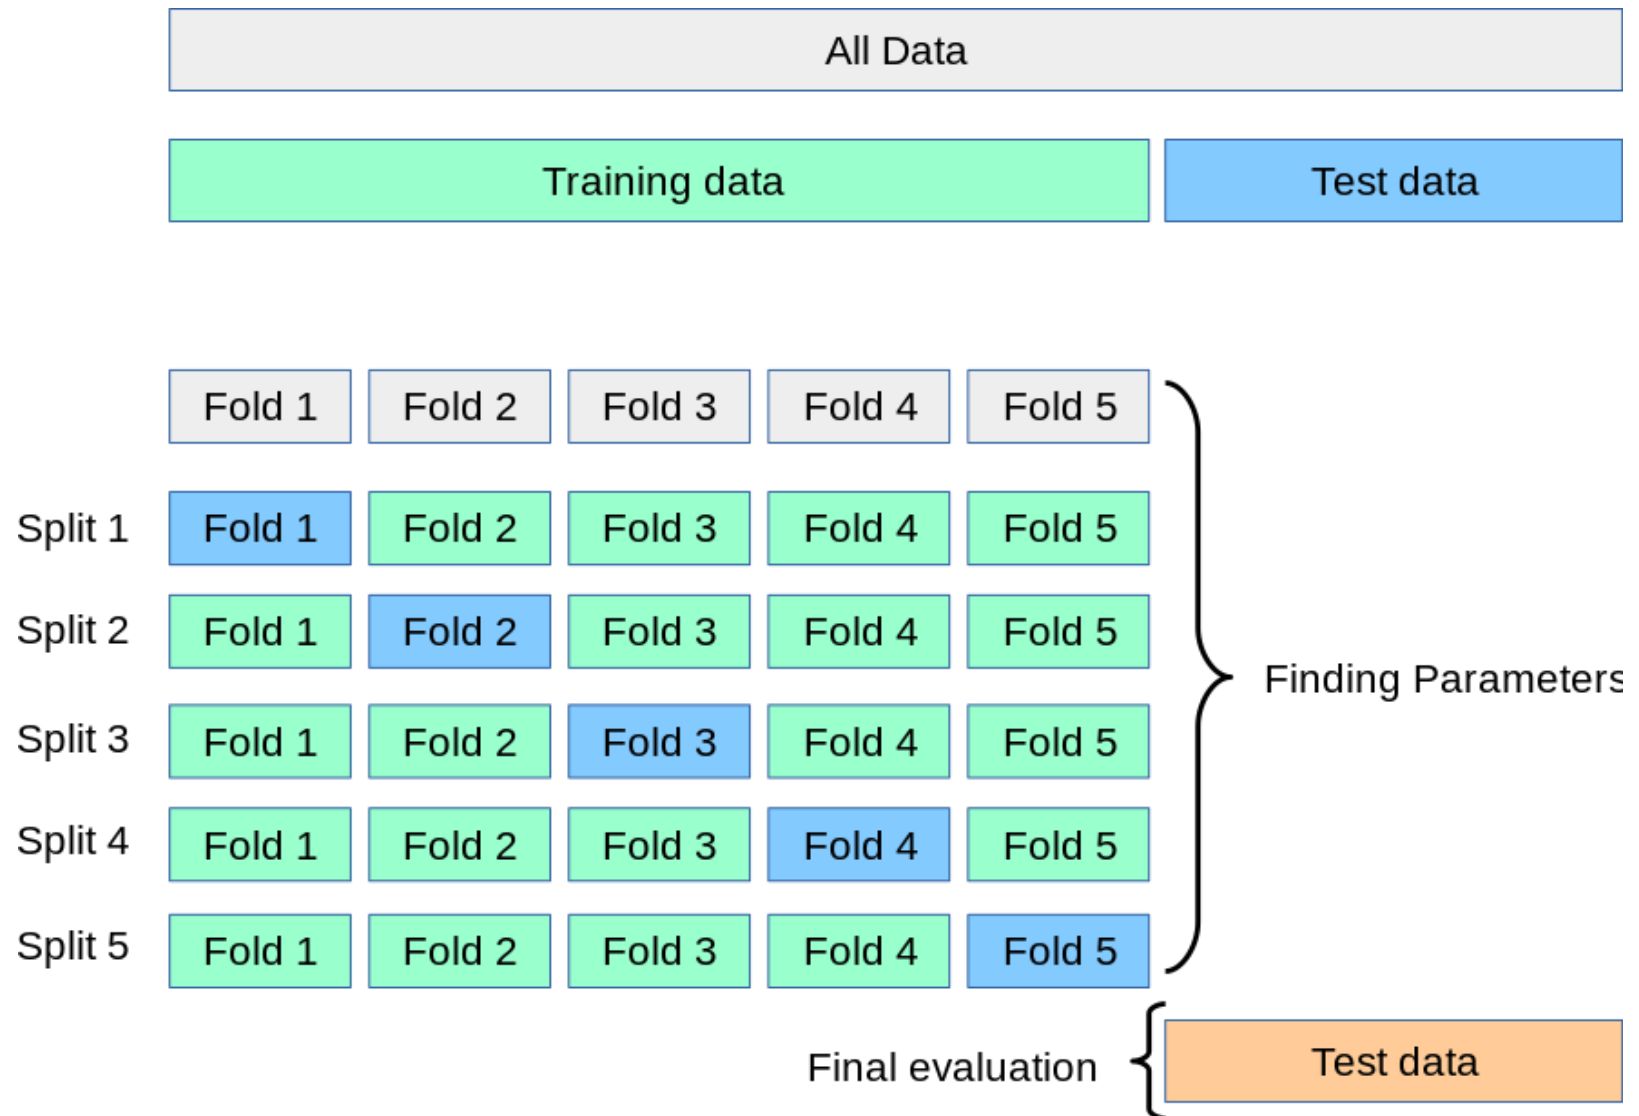 All Data
Training data Test data
Fold 1 Fold 2 Fold 3 Fold 4 Fold 5
Split 1 Fold 1 Fold 2 Fold 3 Fold 4 Fold 5
Split 2 Fold 1 Fold 2 Fold 3 Fold 4 Fold 5
Finding Parameters
Split 3 Fold 1 Fold 2 Fold 3 Fold 4 Fold 5
Split 4 Fold 1 Fold 2 Fold 3 Fold 4 Fold 5
Split 5 Fold 1 Fold 2 Fold 3 Fold 4 Fold 5
Final evaluation Test data